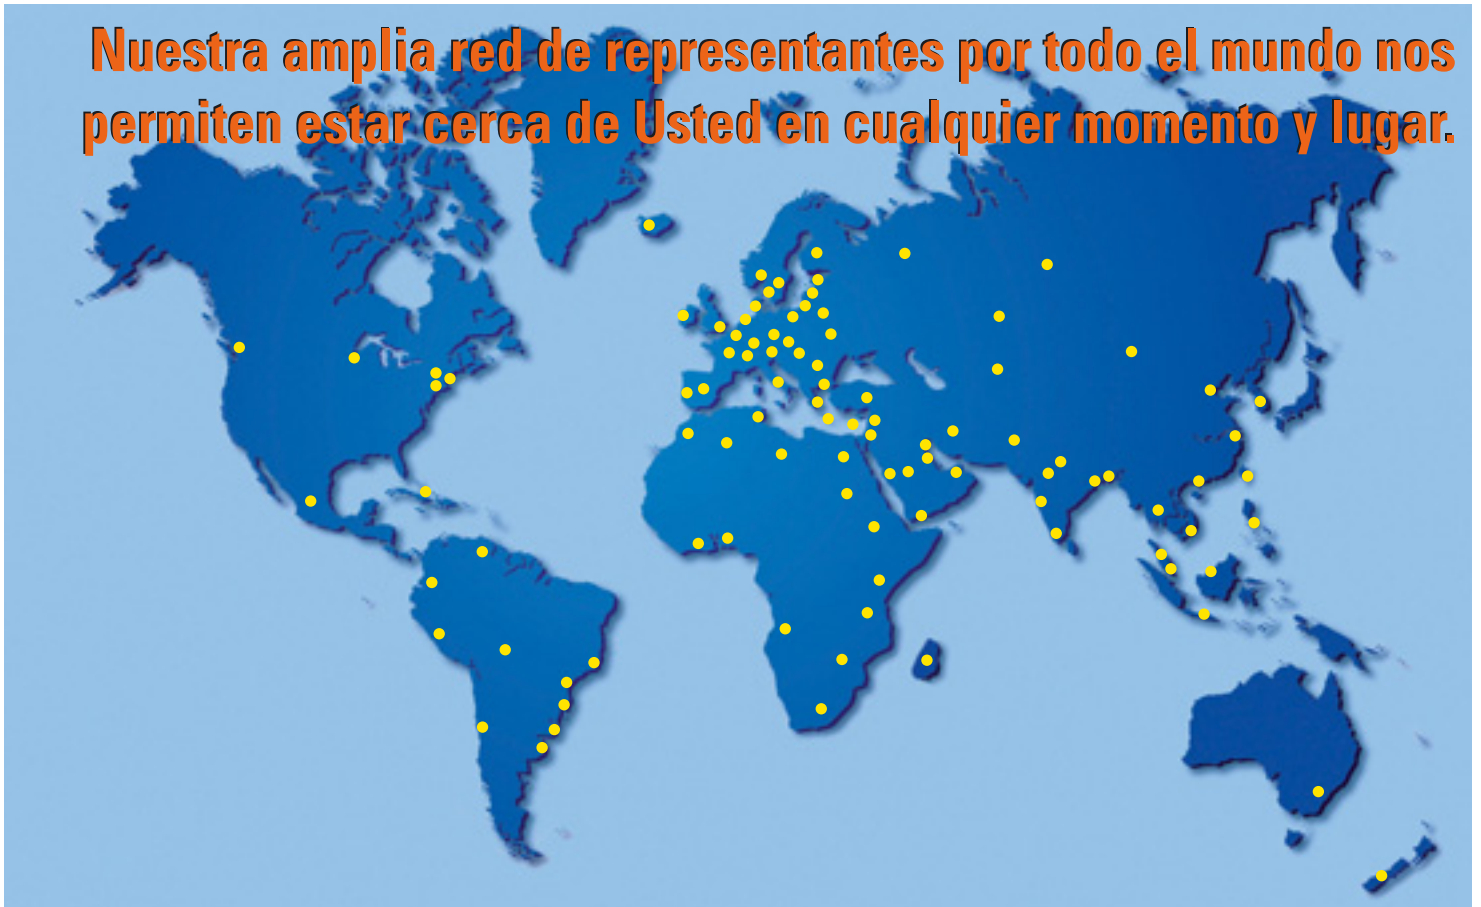 Nuestra amplia red de representantes por todo el mundo nos
permiten estar cerca de Usted en cualquier momento y lugar.